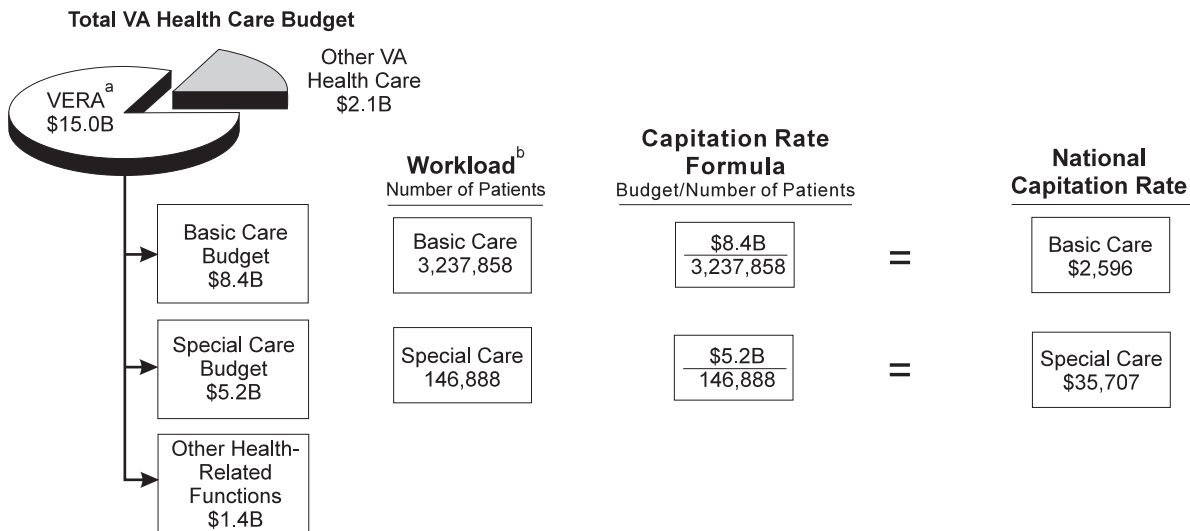 Total VA Health Care Budget
VERAa
$15.0B
Other VA
Health Care
$2.1B
Workloadb
Number of Patients
Capitation Rate
Formula
Budget/Number of Patients
National
Capitation Rate
Basic Care
Budget
$8.4B
Basic Care
3,237,858
$8.4B
3,237,858
=
Basic Care
$2,596
Special Care
Budget
$5.2B
Special Care
146,888
$5.2B
146,888
=
Special Care
$35,707
Other Health-
Related
Functions
$1.4B